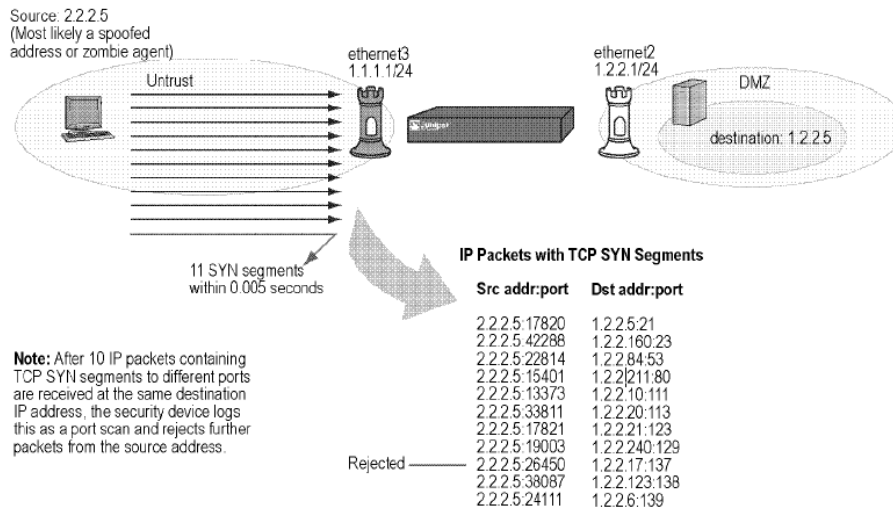 Source: 2.2.2.5
(Most likely a spoofed
address or zombie agent)
Untrust
ethernet3
1.1.1.1/24
ethernet2
1.2.2.1/24
DMZ
destination: 1.2.2.5
11 SYN segments
within 0.005 seconds
Note: After 10 IP packets containing
TCP SYN segments to different ports
are received at the same destination
IP address, the security device logs
this as a port scan and rejects further
packets from the source address.
IP Packets with TCP SYN Segments
Src addr:port Dst addr:port
2.2.2.5:17820 1.2.2.5:21
2.2.2.5.42288 1.2.2.160:23
2.2.2.5:22814 1.2.2.84:53
2.2.2.5:15401 1.2.2|211:80
2.2.2.5:13373 1.2.2.10:111
2.2.2.5:33811 1.2.2.20:113
2.2.2.5:17821 1.2.2.21:123
2.2.2.5:19003 1.2.2.240:129
Rejected 2.2.2.5:26450 1.2.2.17:137
2.2.2.5:38087 1.2.2.123:138
2.2.2.5:24111 1.2.2.6:139